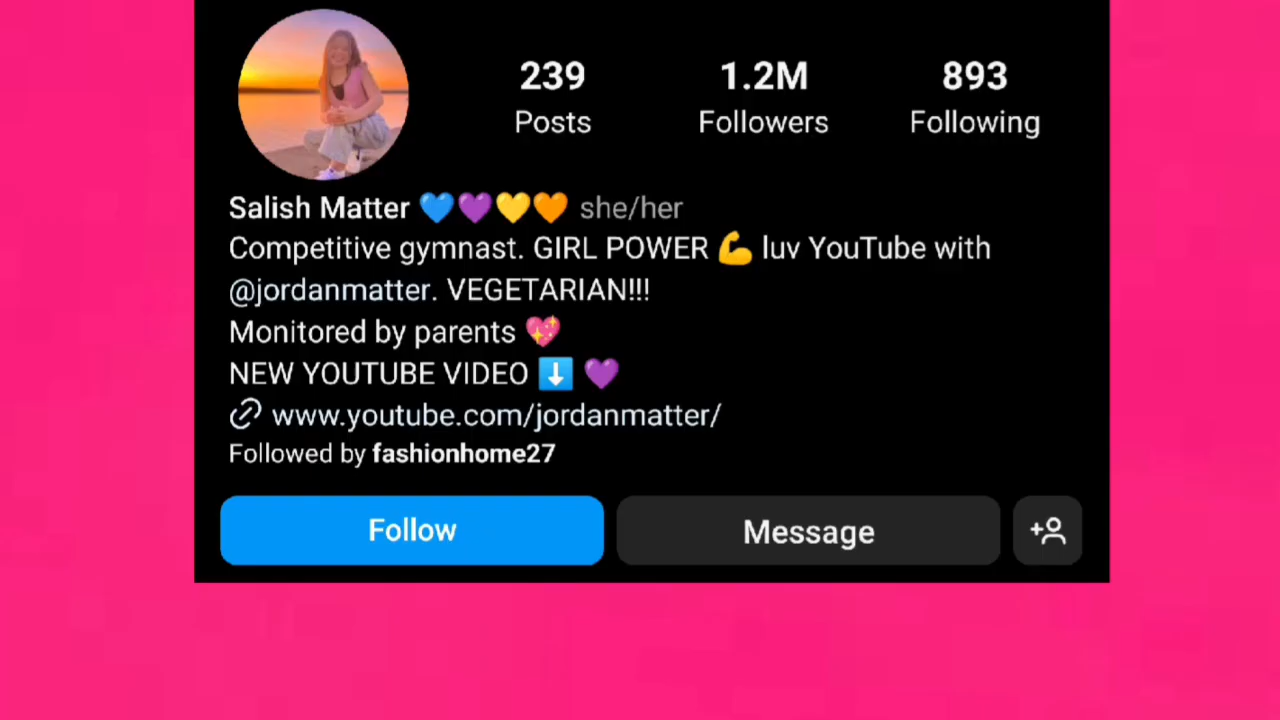 239 1.2M 893
Posts Followers Following
Salish Matter 💙💜💛🧡 she/her
Competitive gymnast. GIRL POWER 💪 luv YouTube with
@jordanmatter. VEGETARIAN!!!
Monitored by parents 💖
NEW YOUTUBE VIDEO ⬇️ 💜
www.youtube.com/jordanmatter/
Followed by fashionhome27
Follow Message